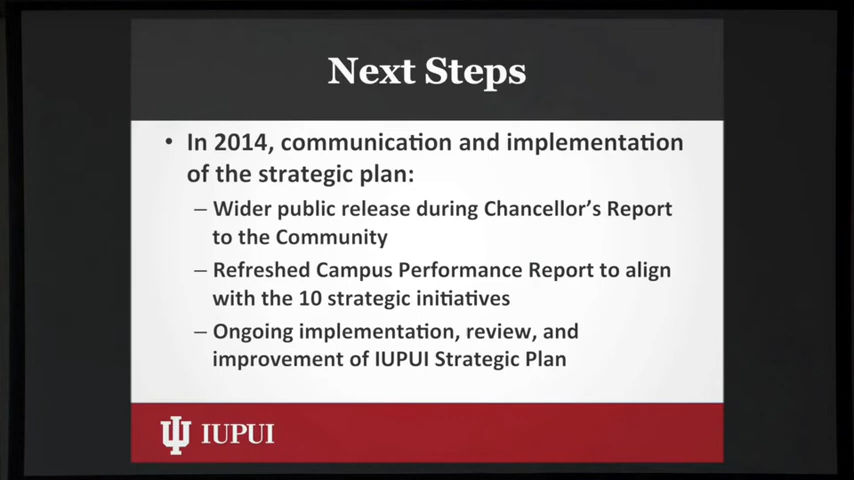 Next Steps
• In 2014, communication and implementation
of the strategic plan:
– Wider public release during Chancellor's Report
to the Community
– Refreshed Campus Performance Report to align
with the 10 strategic initiatives
– Ongoing implementation, review, and
improvement of IUPUI Strategic Plan
IUPUI